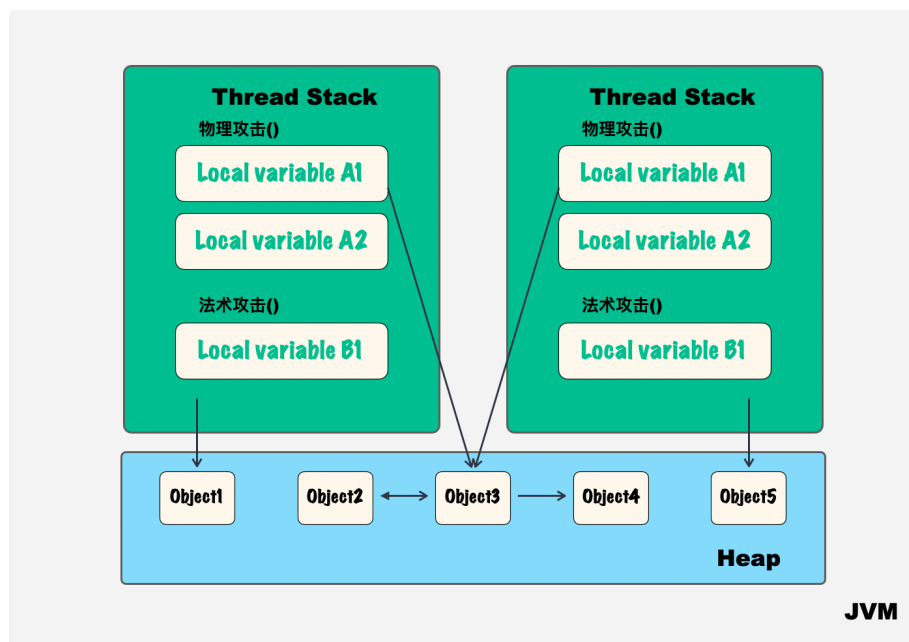 Thread Stack
物理攻击()
Local variable A1
Local variable A2
法术攻击()
Local variable B1
Thread Stack
物理攻击()
Local variable A1
Local variable A2
法术攻击()
Local variable B1
Object1
Object2
Object3
Object4
Object5
Heap
JVM